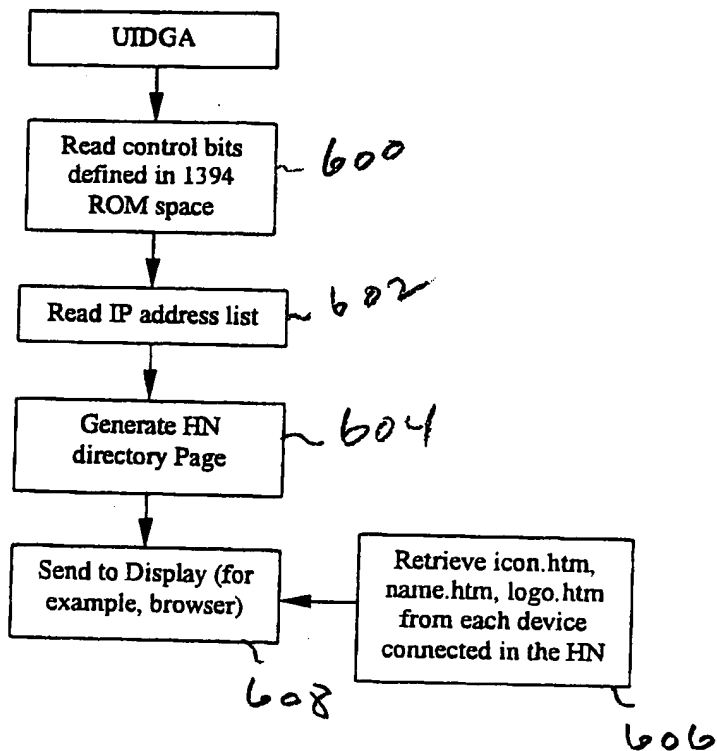 UIDGA
Read control bits
defined in 1394
ROM space
600
Read IP address list
602
Generate HN
directory Page
604
Send to Display (for
example, browser)
608
Retrieve icon.htm,
name.htm, logo.htm
from each device
connected in the HN
606